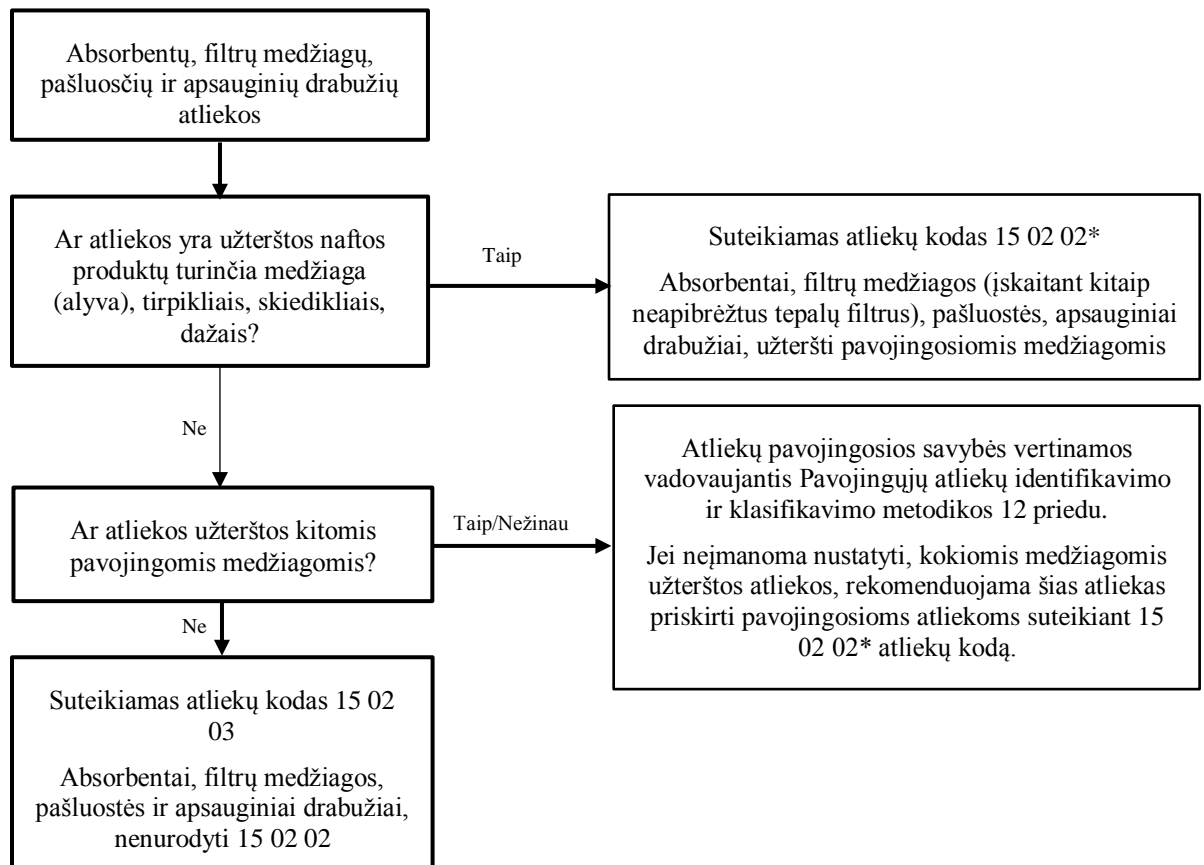 Absorbentų, filtrų medžiagų,
pašluosčių ir apsauginių drabužių
atliekos
Ar atliekos yra užterštos naftos
produktų turinčia medžiaga
(alyva), tirpikliais, skiedikliais,
dažais?
Taip
Suteikiamas atliekų kodas 15 02 02*
Absorbentai, filtrų medžiagos (įskaitant kitaip
neapibrėžtus tepalų filtrus), pašluostės, apsauginiai
drabužiai, užteršti pavojingosiomis medžiagomis
Ne
Ar atliekos užterštos kitomis
pavojingomis medžiagomis?
Taip/Nežinau
Atliekų pavojingosios savybės vertinamos
vadovaujantis Pavojingųjų atliekų identifikavimo
ir klasifikavimo metodikos 12 priedu.
Jei neįmanoma nustatyti, kokiomis medžiagomis
užterštos atliekos, rekomenduojama šias atliekas
priskirti pavojingosioms atliekoms suteikiant 15
02 02* atliekų kodą.
Ne
Suteikiamas atliekų kodas 15 02
03
Absorbentai, filtrų medžiagos,
pašluostės ir apsauginiai drabužiai,
nenurodyti 15 02 02